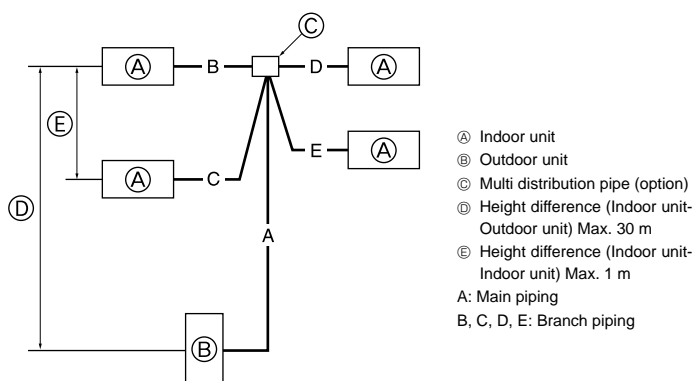 Ⓒ
Ⓐ B D Ⓐ
Ⓔ
Ⓐ C E Ⓐ
Ⓓ
A
Ⓑ
Ⓐ Indoor unit
Ⓑ Outdoor unit
Ⓒ Multi distribution pipe (option)
Ⓓ Height difference (Indoor unit-
Outdoor unit) Max. 30 m
Ⓔ Height difference (Indoor unit-
Indoor unit) Max. 1 m
A: Main piping
B, C, D, E: Branch piping